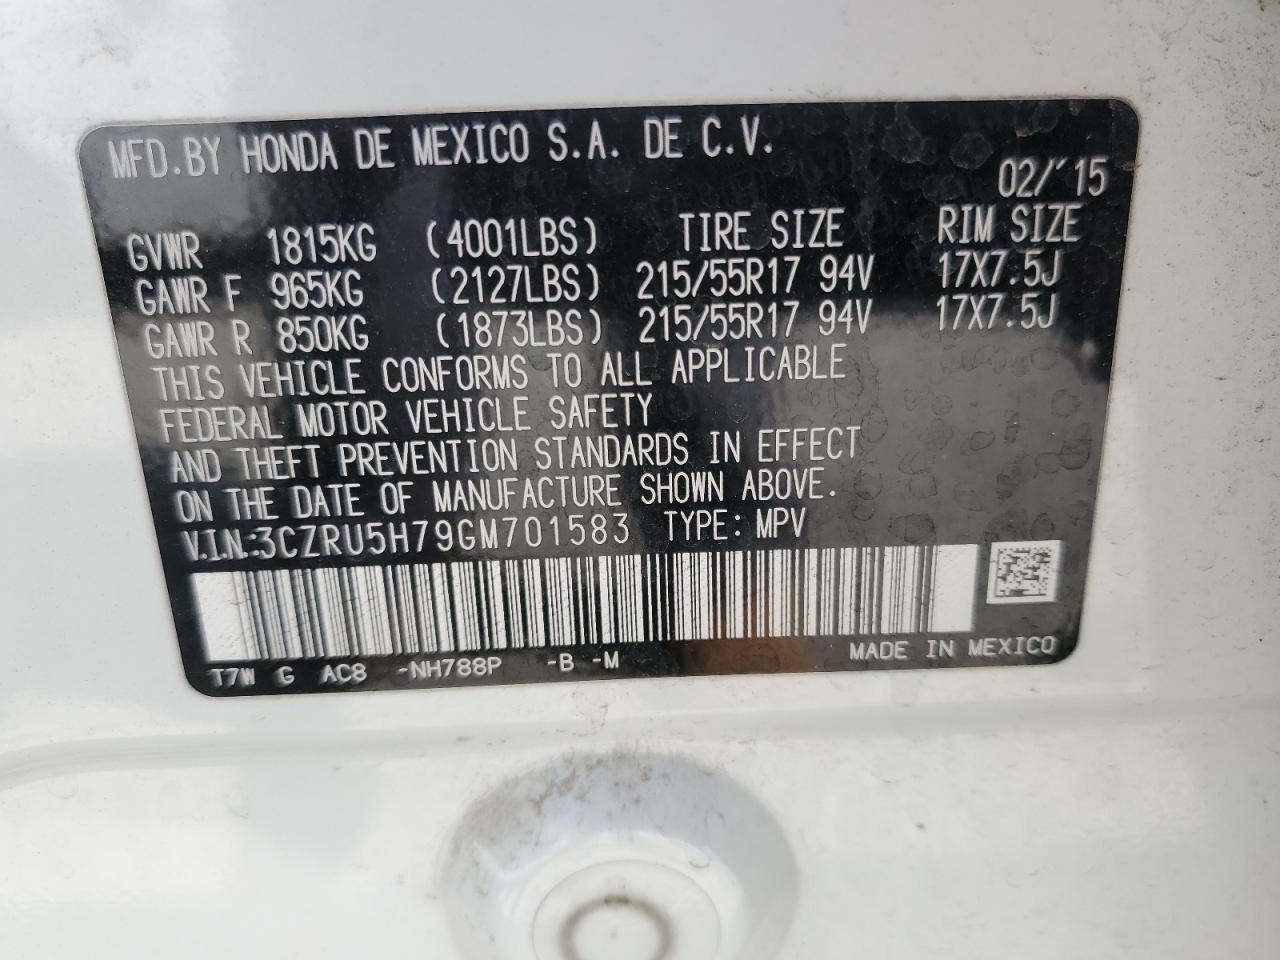 MFD.BY HONDA DE MEXICO S.A. DE C.V.
02/'15
GVWR 1815KG (4001LBS) TIRE SIZE RIM SIZE
GAWR F 965KG (2127LBS) 215/55R17 94V 17X7.5J
GAWR R 850KG (1873LBS) 215/55R17 94V 17X7.5J
THIS VEHICLE CONFORMS TO ALL APPLICABLE
FEDERAL MOTOR VEHICLE SAFETY
AND THEFT PREVENTION STANDARDS IN EFFECT
ON THE DATE OF MANUFACTURE SHOWN ABOVE.
V.I.N.:3CZRU5H79GM701583 TYPE: MPV
T7W G AC8 -NH788P -B -M MADE IN MEXICO